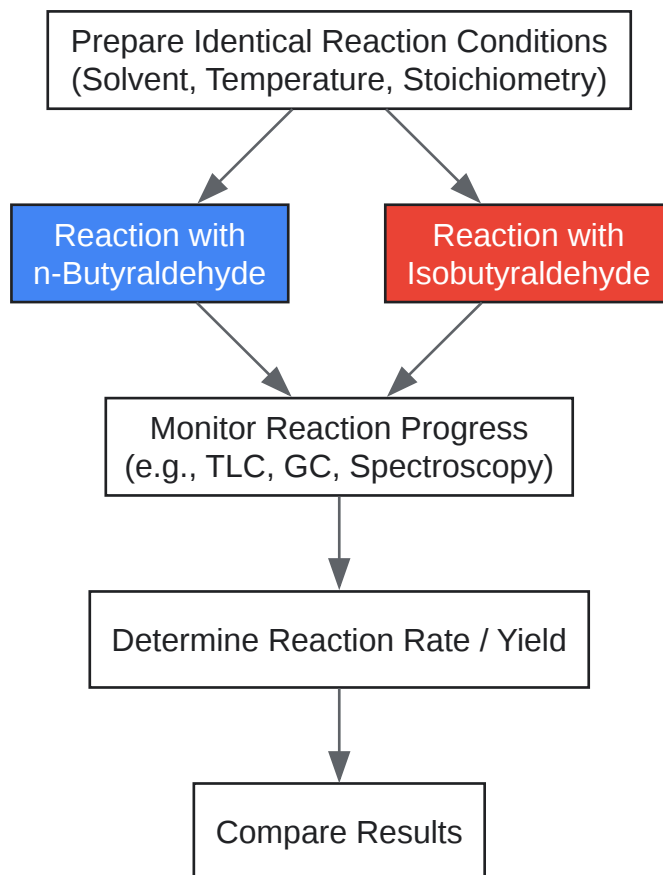 Prepare Identical Reaction Conditions
(Solvent, Temperature, Stoichiometry)
Reaction with
n-Butyraldehyde
Reaction with
Isobutyraldehyde
Monitor Reaction Progress
(e.g., TLC, GC, Spectroscopy)
Determine Reaction Rate / Yield
Compare Results